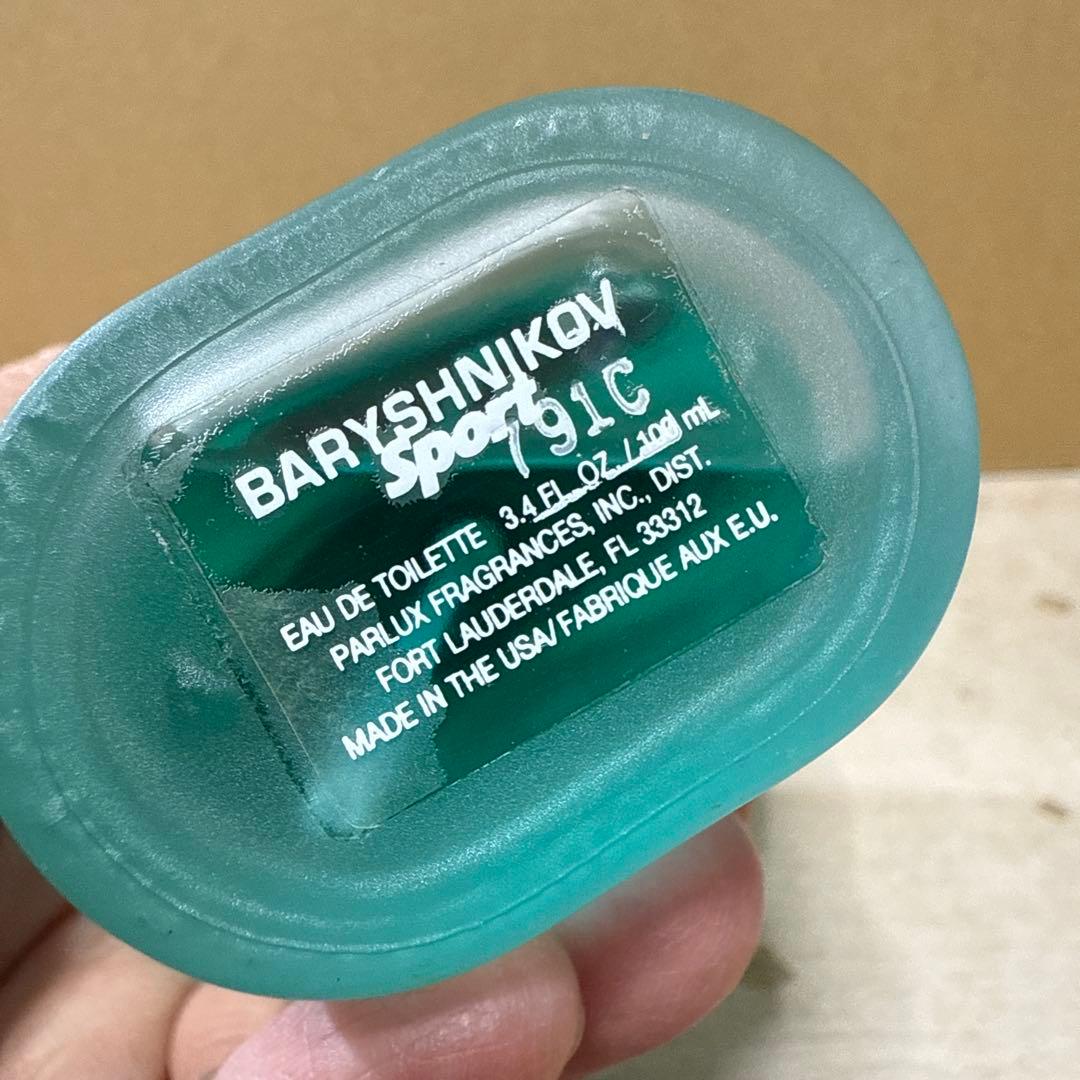 BARYSHNIKOV
Sport
791C
EAU DE TOILETTE 3.4 FL. OZ. / 100 mL
PARLUX FRAGRANCES, INC., DIST.
FORT LAUDERDALE, FL 33312
MADE IN THE USA/FABRIQUE AUX E.U.